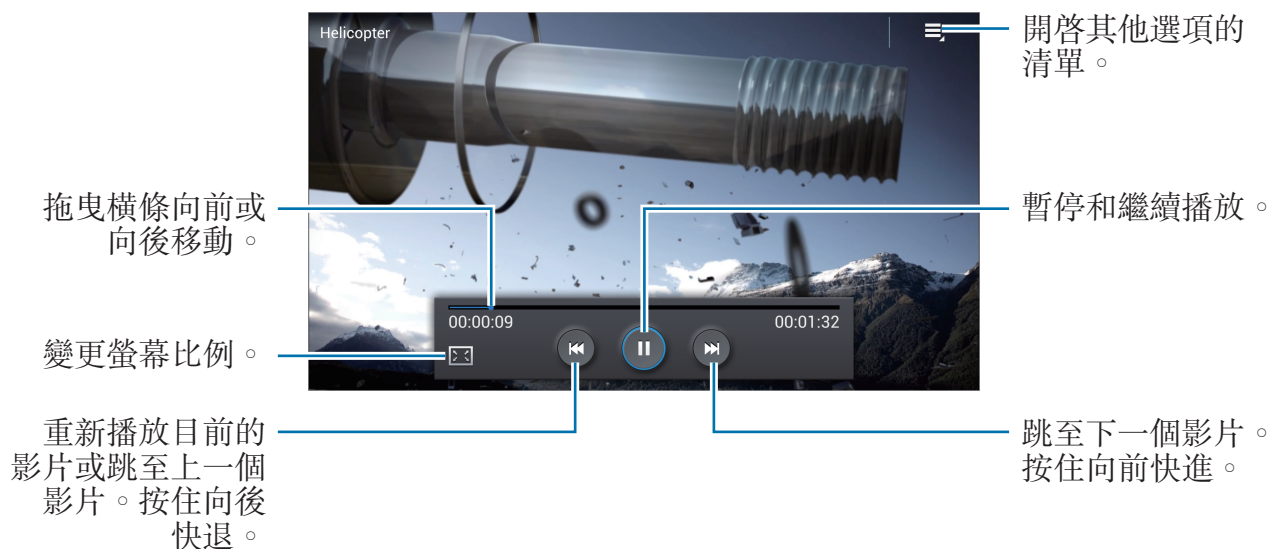 Helicopter
開啓其他選項的
清單。
拖曳橫條向前或
向後移動。
暫停和繼續播放。
00:00:09
00:01:32
變更螢幕比例。
重新播放目前的
影片或跳至上一個
影片。按住向後
快退。
跳至下一個影片。
按住向前快進。